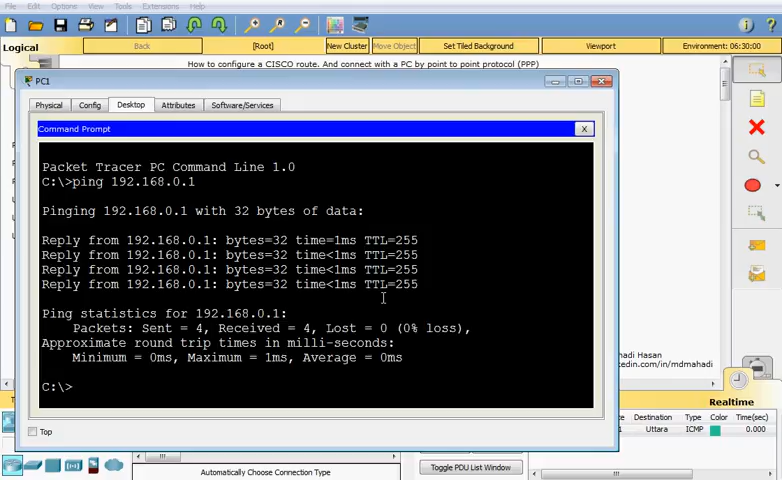 File Edit Options View Tools Extensions Help
Logical Back [Root] New Cluster Move Object Set Tiled Background Viewport Environment: 06:30:00
How to configure a CISCO route. And connect with a PC by point to point protocol (PPP)
PC1
Physical Config Desktop Attributes Software/Services
Command Prompt X
Packet Tracer PC Command Line 1.0
C:\>ping 192.168.0.1
Pinging 192.168.0.1 with 32 bytes of data:
Reply from 192.168.0.1: bytes=32 time=1ms TTL=255
Reply from 192.168.0.1: bytes=32 time<1ms TTL=255
Reply from 192.168.0.1: bytes=32 time<1ms TTL=255
Reply from 192.168.0.1: bytes=32 time<1ms TTL=255
Ping statistics for 192.168.0.1:
Packets: Sent = 4, Received = 4, Lost = 0 (0% loss),
Approximate round trip times in milli-seconds:
Minimum = 0ms, Maximum = 1ms, Average = 0ms
C:\>
Top
hadi Hasan
edin.com/in/mdmahadi
Realtime
Destination Type Color Time(sec)
1 Uttara ICMP 0.000
Automatically Choose Connection Type
Toggle PDU List Window